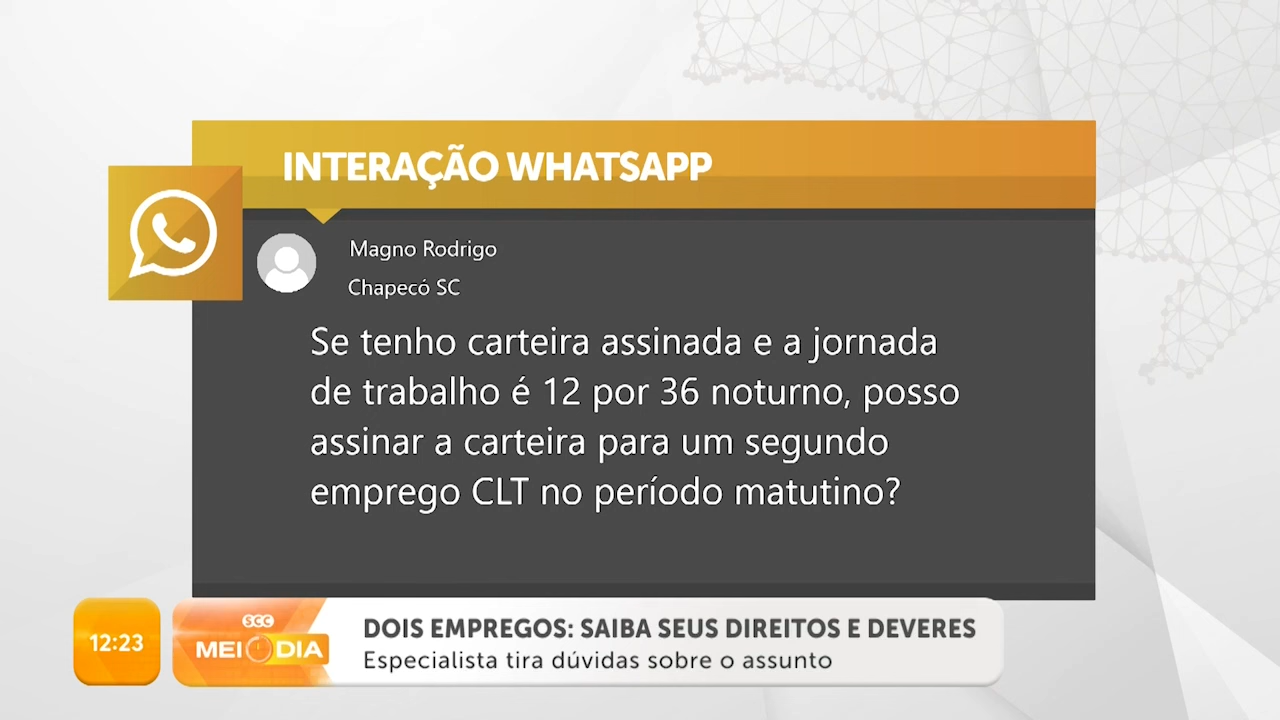 INTERAÇÃO WHATSAPP
Magno Rodrigo
Chapecó SC
Se tenho carteira assinada e a jornada
de trabalho é 12 por 36 noturno, posso
assinar a carteira para um segundo
emprego CLT no período matutino?
12:23
SCC
MEIO DIA
DOIS EMPREGOS: SAIBA SEUS DIREITOS E DEVERES
Especialista tira dúvidas sobre o assunto